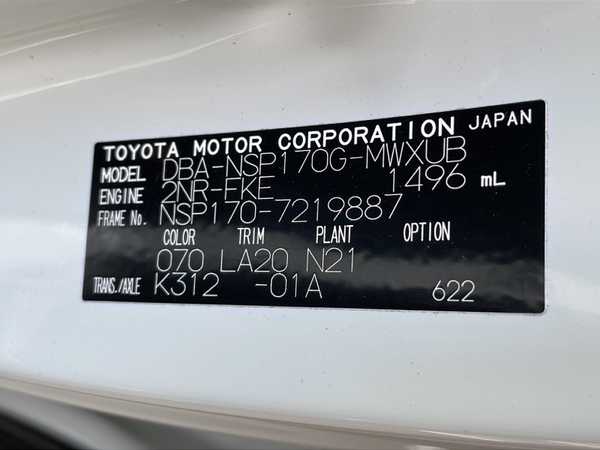 TOYOTA MOTOR CORPORATION JAPAN
MODEL DBA-NSP170G-MWXUB
ENGINE 2NR-FKE 1496 mL
FRAME No. NSP170-7219887
COLOR TRIM PLANT OPTION
070 LA20 N21
TRANS./AXLE K312 -01A 622